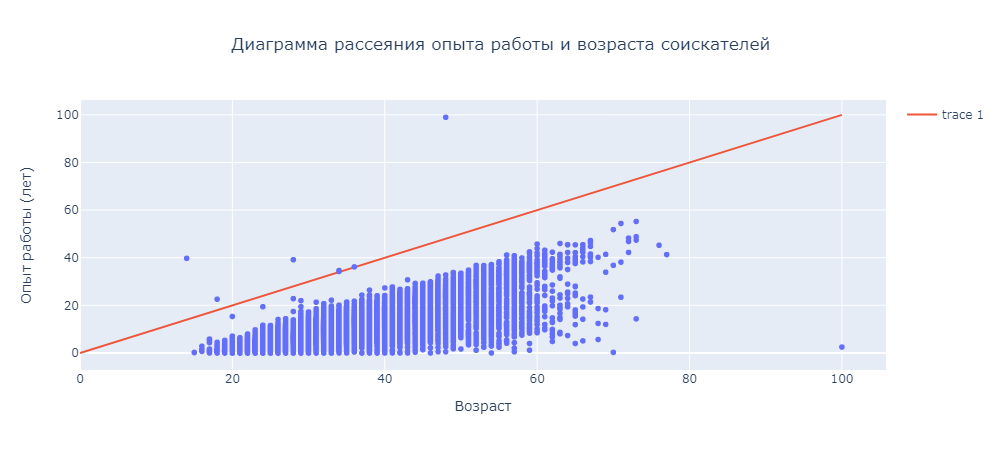 Диаграмма рассеяния опыта работы и возраста соискателей
trace 1
Опыт работы (лет)
100
80
60
40
20
0
0 20 40 60 80 100
Возраст